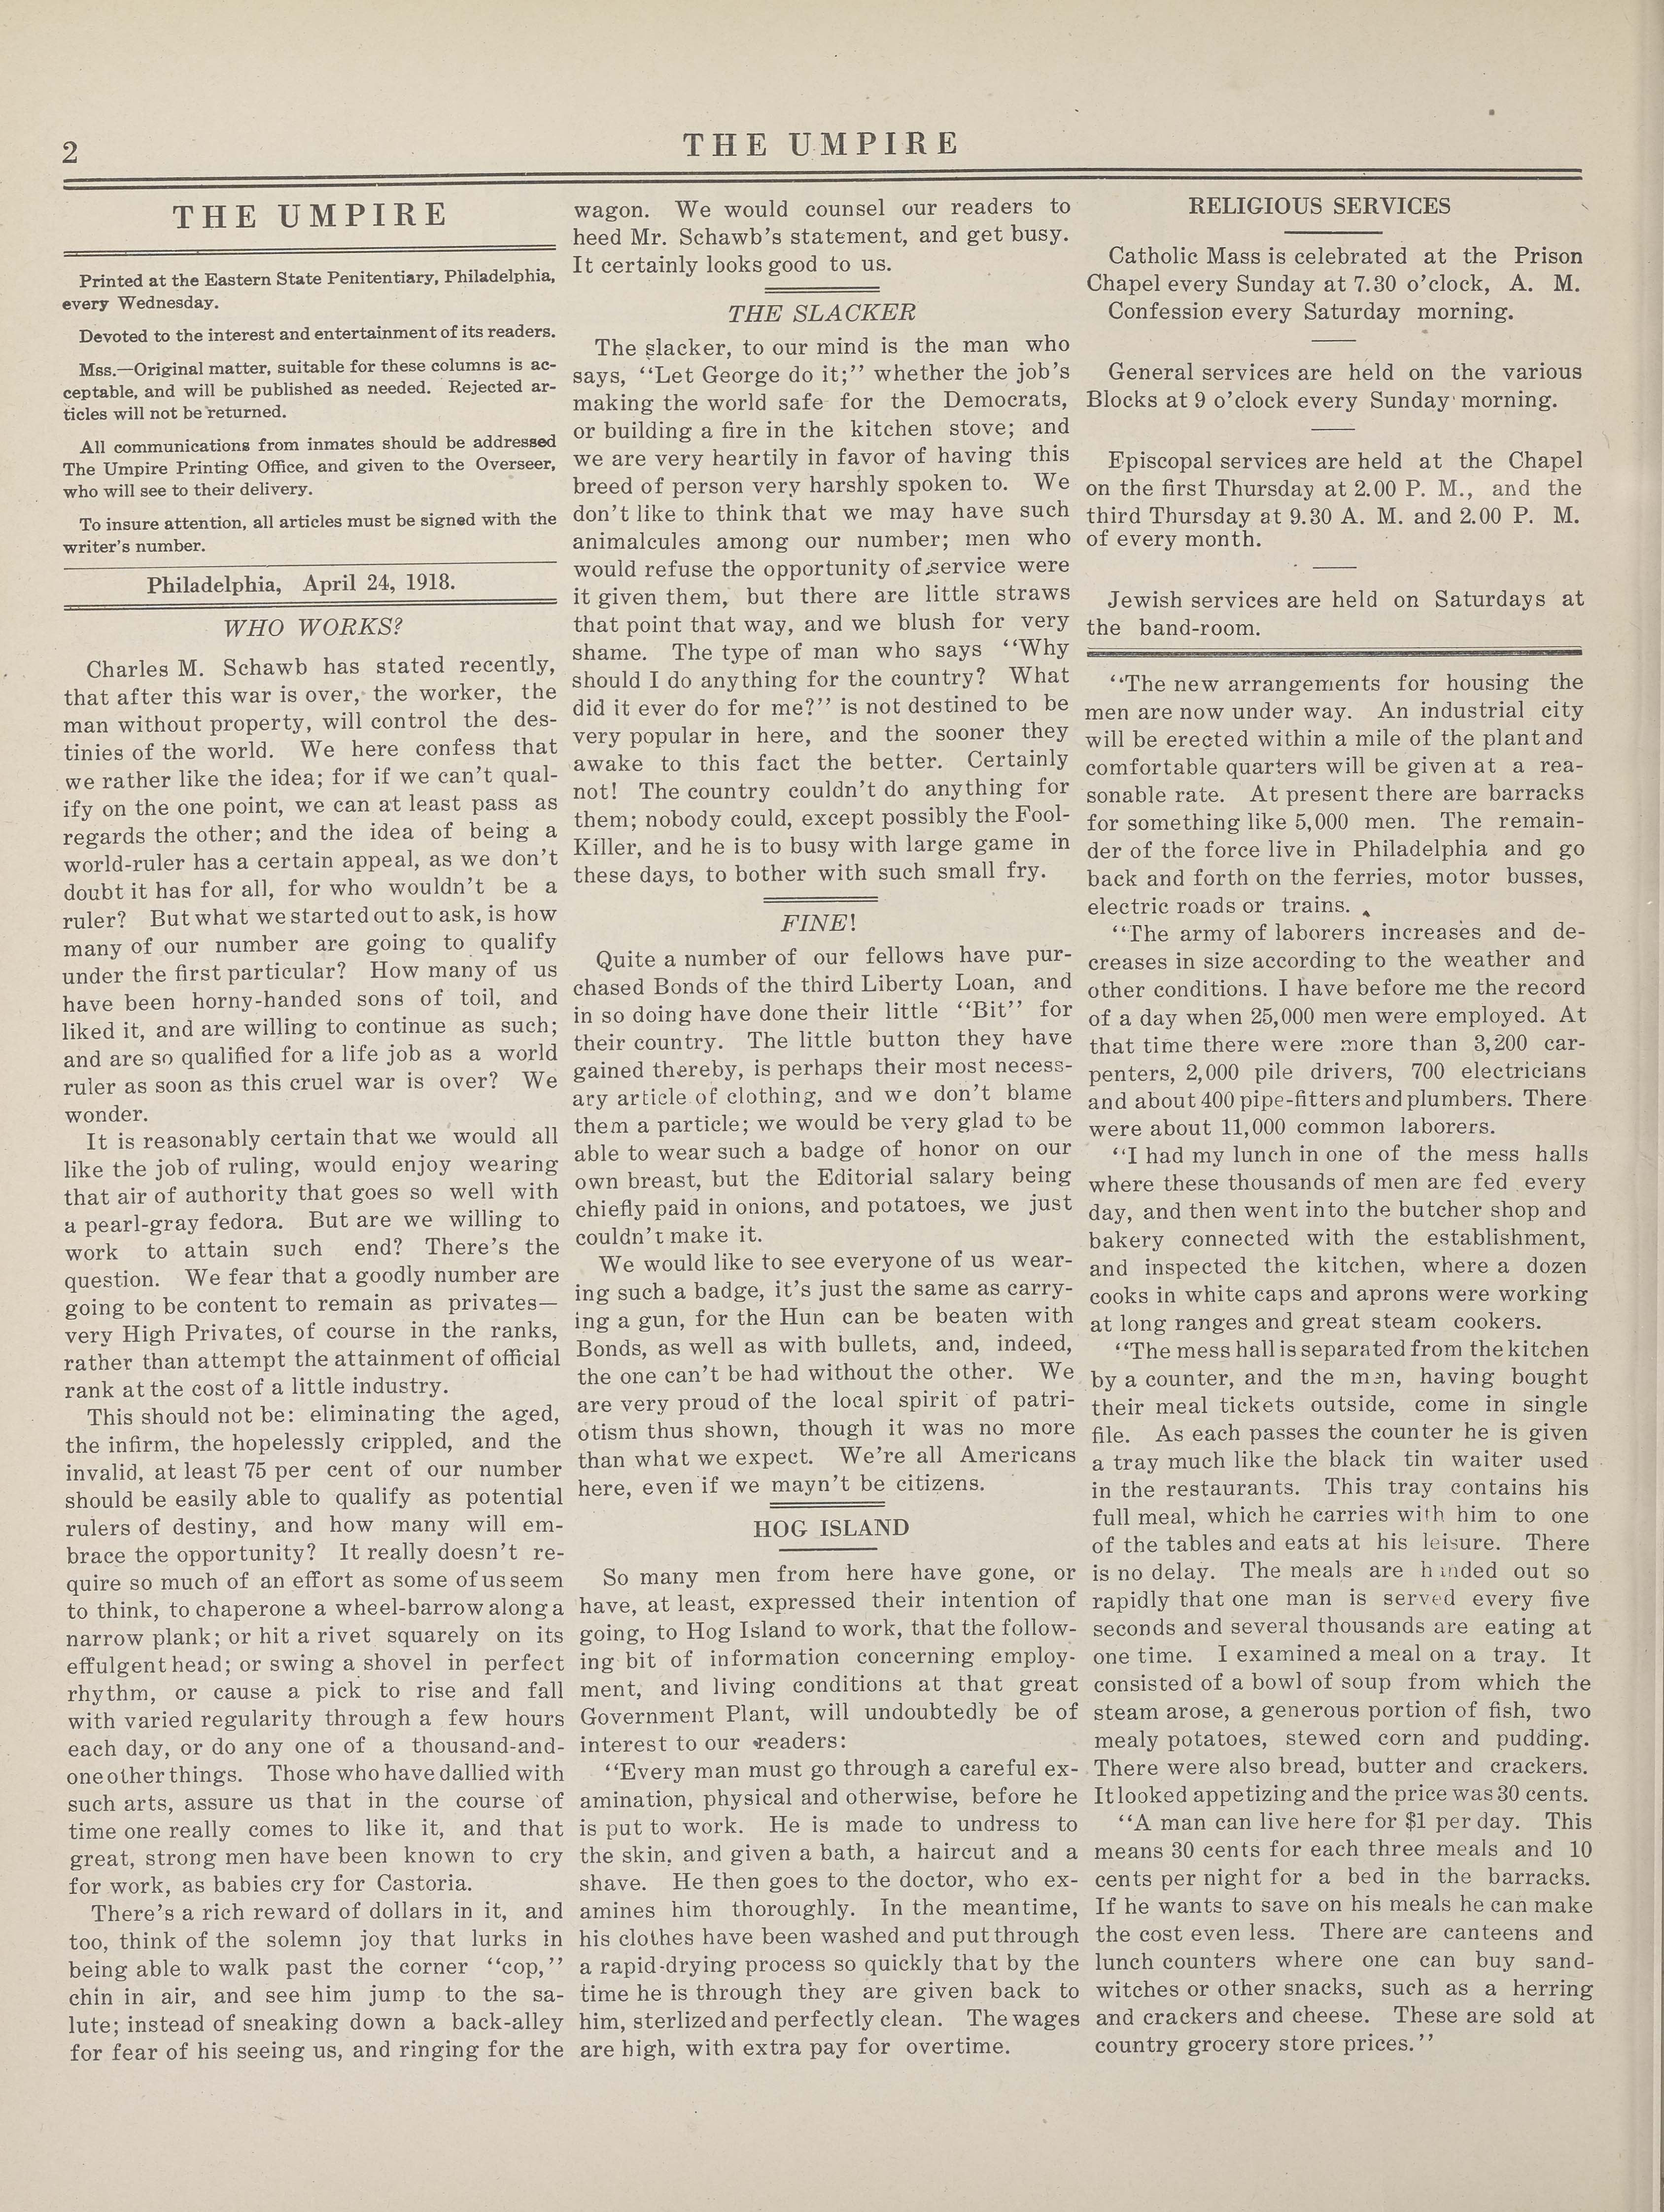 2
THE UMPIRE
THE UMPIRE
Printed at the Eastern State Penitentiary, Philadelphia,
every Wednesday.
Devoted to the interest and entertainment of its readers.
Mss.—Original matter, suitable for these columns is ac-
ceptable, and will be published as needed. Rejected ar-
ticles will not be returned.
All communications from inmates should be addressed
The Umpire Printing Office, and given to the Overseer,
who will see to their delivery.
To insure attention, all articles must be signed with the
writer's number.
Philadelphia, April 24, 1918.
WHO WORKS?
Charles M. Schawb has stated recently,
that after this war is over, the worker, the
man without property, will control the des-
tinies of the world. We here confess that
we rather like the idea; for if we can't qual-
ify on the one point, we can at least pass as
regards the other; and the idea of being a
world-ruler has a certain appeal, as we don't
doubt it has for all, for who wouldn't be a
ruler? But what we started out to ask, is how
many of our number are going to qualify
under the first particular? How many of us
have been horny-handed sons of toil, and
liked it, and are willing to continue as such;
and are so qualified for a life job as a world
ruler as soon as this cruel war is over? We
wonder.
It is reasonably certain that we would all
like the job of ruling, would enjoy wearing
that air of authority that goes so well with
a pearl-gray fedora. But are we willing to
work to attain such end? There's the
question. We fear that a goodly number are
going to be content to remain as privates—
very High Privates, of course in the ranks,
rather than attempt the attainment of official
rank at the cost of a little industry.
This should not be: eliminating the aged,
the infirm, the hopelessly crippled, and the
invalid, at least 75 per cent of our number
should be easily able to qualify as potential
rulers of destiny, and how many will em-
brace the opportunity? It really doesn't re-
quire so much of an effort as some of us seem
to think, to chaperone a wheel-barrow along a
narrow plank; or hit a rivet squarely on its
effulgent head; or swing a shovel in perfect
rhythm, or cause a pick to rise and fall
with varied regularity through a few hours
each day, or do any one of a thousand-and-
one other things. Those who have dallied with
such arts, assure us that in the course of
time one really comes to like it, and that
great, strong men have been known to cry
for work, as babies cry for Castoria.
There's a rich reward of dollars in it, and
too, think of the solemn joy that lurks in
being able to walk past the corner "cop,"
chin in air, and see him jump to the sa-
lute; instead of sneaking down a back-alley
for fear of his seeing us, and ringing for the
wagon. We would counsel our readers to
heed Mr. Schawb's statement, and get busy.
It certainly looks good to us.
THE SLACKER
The slacker, to our mind is the man who
says, "Let George do it;" whether the job's
making the world safe for the Democrats,
or building a fire in the kitchen stove; and
we are very heartily in favor of having this
breed of person very harshly spoken to. We
don't like to think that we may have such
animalcules among our number; men who
would refuse the opportunity of service were
it given them, but there are little straws
that point that way, and we blush for very
shame. The type of man who says "Why
should I do anything for the country? What
did it ever do for me?" is not destined to be
very popular in here, and the sooner they
awake to this fact the better. Certainly
not! The country couldn't do anything for
them; nobody could, except possibly the Fool-
Killer, and he is to busy with large game in
these days, to bother with such small fry.
FINE!
Quite a number of our fellows have pur-
chased Bonds of the third Liberty Loan, and
in so doing have done their little "Bit" for
their country. The little button they have
gained thereby, is perhaps their most necess-
ary article of clothing, and we don't blame
them a particle; we would be very glad to be
able to wear such a badge of honor on our
own breast, but the Editorial salary being
chiefly paid in onions, and potatoes, we just
couldn't make it.
We would like to see everyone of us wear-
ing such a badge, it's just the same as carry-
ing a gun, for the Hun can be beaten with
Bonds, as well as with bullets, and, indeed,
the one can't be had without the other. We
are very proud of the local spirit of patri-
otism thus shown, though it was no more
than what we expect. We're all Americans
here, even if we mayn't be citizens.
HOG ISLAND
So many men from here have gone, or
have, at least, expressed their intention of
going, to Hog Island to work, that the follow-
ing bit of information concerning employ-
ment, and living conditions at that great
Government Plant, will undoubtedly be of
interest to our readers:
"Every man must go through a careful ex-
amination, physical and otherwise, before he
is put to work. He is made to undress to
the skin, and given a bath, a haircut and a
shave. He then goes to the doctor, who ex-
amines him thoroughly. In the meantime,
his clothes have been washed and put through
a rapid-drying process so quickly that by the
time he is through they are given back to
him, sterlized and perfectly clean. The wages
are high, with extra pay for overtime.
RELIGIOUS SERVICES
Catholic Mass is celebrated at the Prison
Chapel every Sunday at 7.30 o'clock, A. M.
Confession every Saturday morning.
General services are held on the various
Blocks at 9 o'clock every Sunday morning.
Episcopal services are held at the Chapel
on the first Thursday at 2.00 P. M., and the
third Thursday at 9.30 A. M. and 2.00 P. M.
of every month.
Jewish services are held on Saturdays at
the band-room.
"The new arrangements for housing the
men are now under way. An industrial city
will be erected within a mile of the plant and
comfortable quarters will be given at a rea-
sonable rate. At present there are barracks
for something like 5,000 men. The remain-
der of the force live in Philadelphia and go
back and forth on the ferries, motor busses,
electric roads or trains.
"The army of laborers increases and de-
creases in size according to the weather and
other conditions. I have before me the record
of a day when 25,000 men were employed. At
that time there were more than 3,200 car-
penters, 2,000 pile drivers, 700 electricians
and about 400 pipe-fitters and plumbers. There
were about 11,000 common laborers.
"I had my lunch in one of the mess halls
where these thousands of men are fed every
day, and then went into the butcher shop and
bakery connected with the establishment,
and inspected the kitchen, where a dozen
cooks in white caps and aprons were working
at long ranges and great steam cookers.
"The mess hall is separated from the kitchen
by a counter, and the men, having bought
their meal tickets outside, come in single
file. As each passes the counter he is given
a tray much like the black tin waiter used
in the restaurants. This tray contains his
full meal, which he carries with him to one
of the tables and eats at his leisure. There
is no delay. The meals are handed out so
rapidly that one man is served every five
seconds and several thousands are eating at
one time. I examined a meal on a tray. It
consisted of a bowl of soup from which the
steam arose, a generous portion of fish, two
mealy potatoes, stewed corn and pudding.
There were also bread, butter and crackers.
It looked appetizing and the price was 30 cents.
"A man can live here for $1 per day. This
means 30 cents for each three meals and 10
cents per night for a bed in the barracks.
If he wants to save on his meals he can make
the cost even less. There are canteens and
lunch counters where one can buy sand-
witches or other snacks, such as a herring
and crackers and cheese. These are sold at
country grocery store prices."